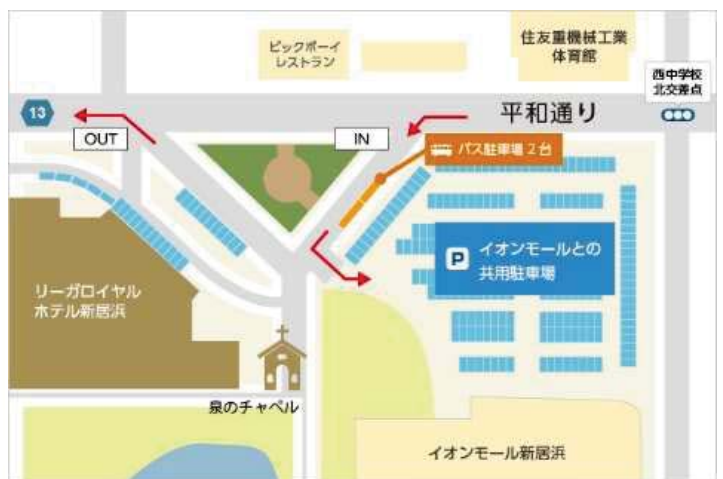 ビックボーイ
レストラン
住友重機械工業
体育館
西中学校
北交差点
13
平和通り
OUT
IN
バス駐車場 2台
P
イオンモールとの
共用駐車場
リーガロイヤル
ホテル新居浜
泉のチャペル
イオンモール新居浜